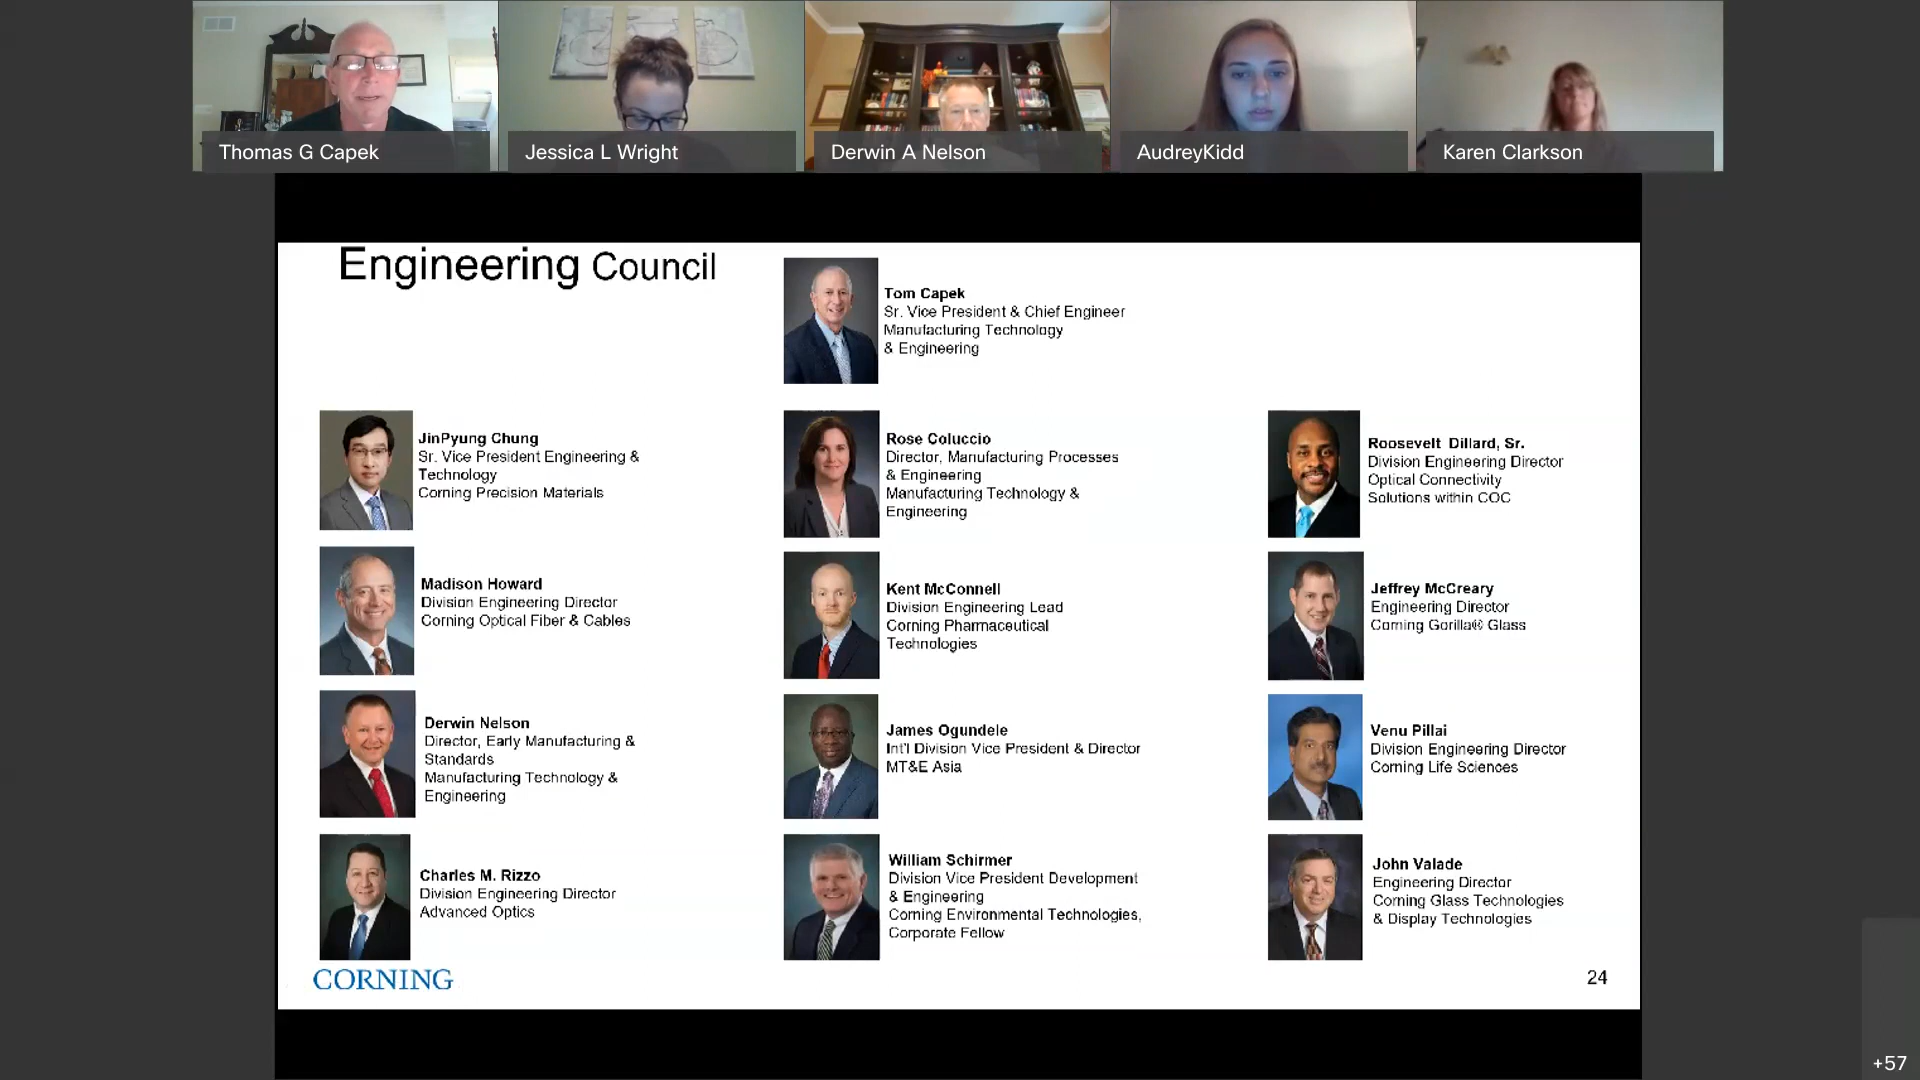 Thomas G Capek
Jessica L Wright
Derwin A Nelson
AudreyKidd
Karen Clarkson
Engineering Council
Tom Capek
Sr. Vice President & Chief Engineer
Manufacturing Technology
& Engineering
JinPyung Chung
Sr. Vice President Engineering &
Technology
Corning Precision Materials
Rose Coluccio
Director, Manufacturing Processes
& Engineering
Manufacturing Technology &
Engineering
Roosevelt Dillard, Sr.
Division Engineering Director
Optical Connectivity
Solutions within COC
Madison Howard
Division Engineering Director
Corning Optical Fiber & Cables
Kent McConnell
Division Engineering Lead
Corning Pharmaceutical
Technologies
Jeffrey McCreary
Engineering Director
Corning Gorilla® Glass
Derwin Nelson
Director, Early Manufacturing &
Standards
Manufacturing Technology &
Engineering
James Ogundele
Int'l Division Vice President & Director
MT&E Asia
Venu Pillai
Division Engineering Director
Corning Life Sciences
Charles M. Rizzo
Division Engineering Director
Advanced Optics
William Schirmer
Division Vice President Development
& Engineering
Corning Environmental Technologies,
Corporate Fellow
John Valade
Engineering Director
Corning Glass Technologies
& Display Technologies
CORNING
24
+57